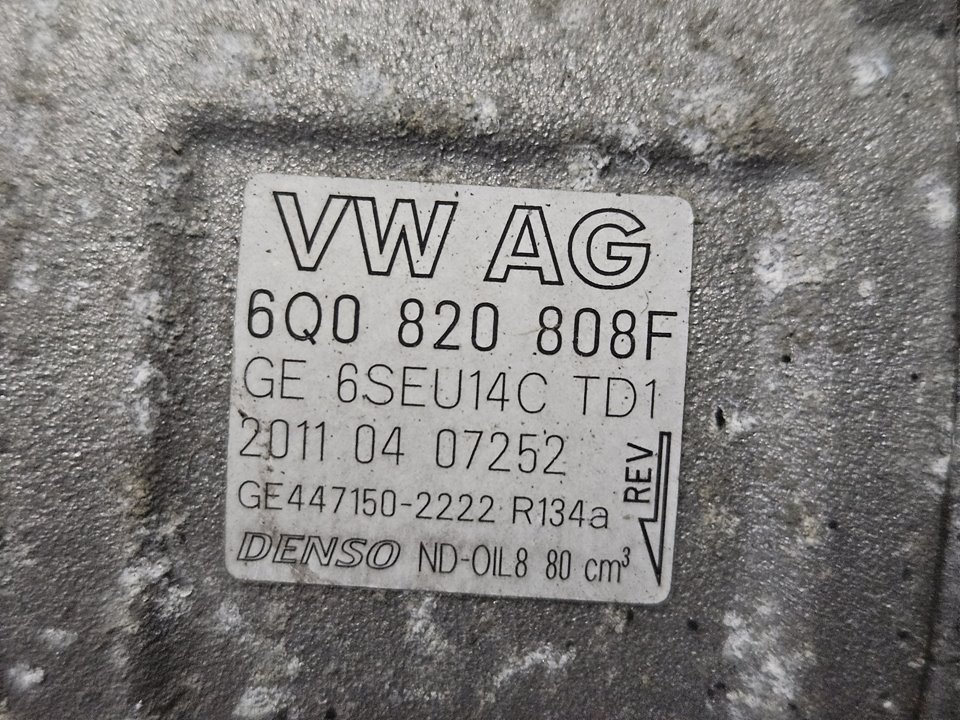 VW AG
6Q0 820 808F
GE 6SEU14C TD1
2011 04 07252
REV
GE447150-2222 R134a
DENSO ND-OIL8 80 cm³